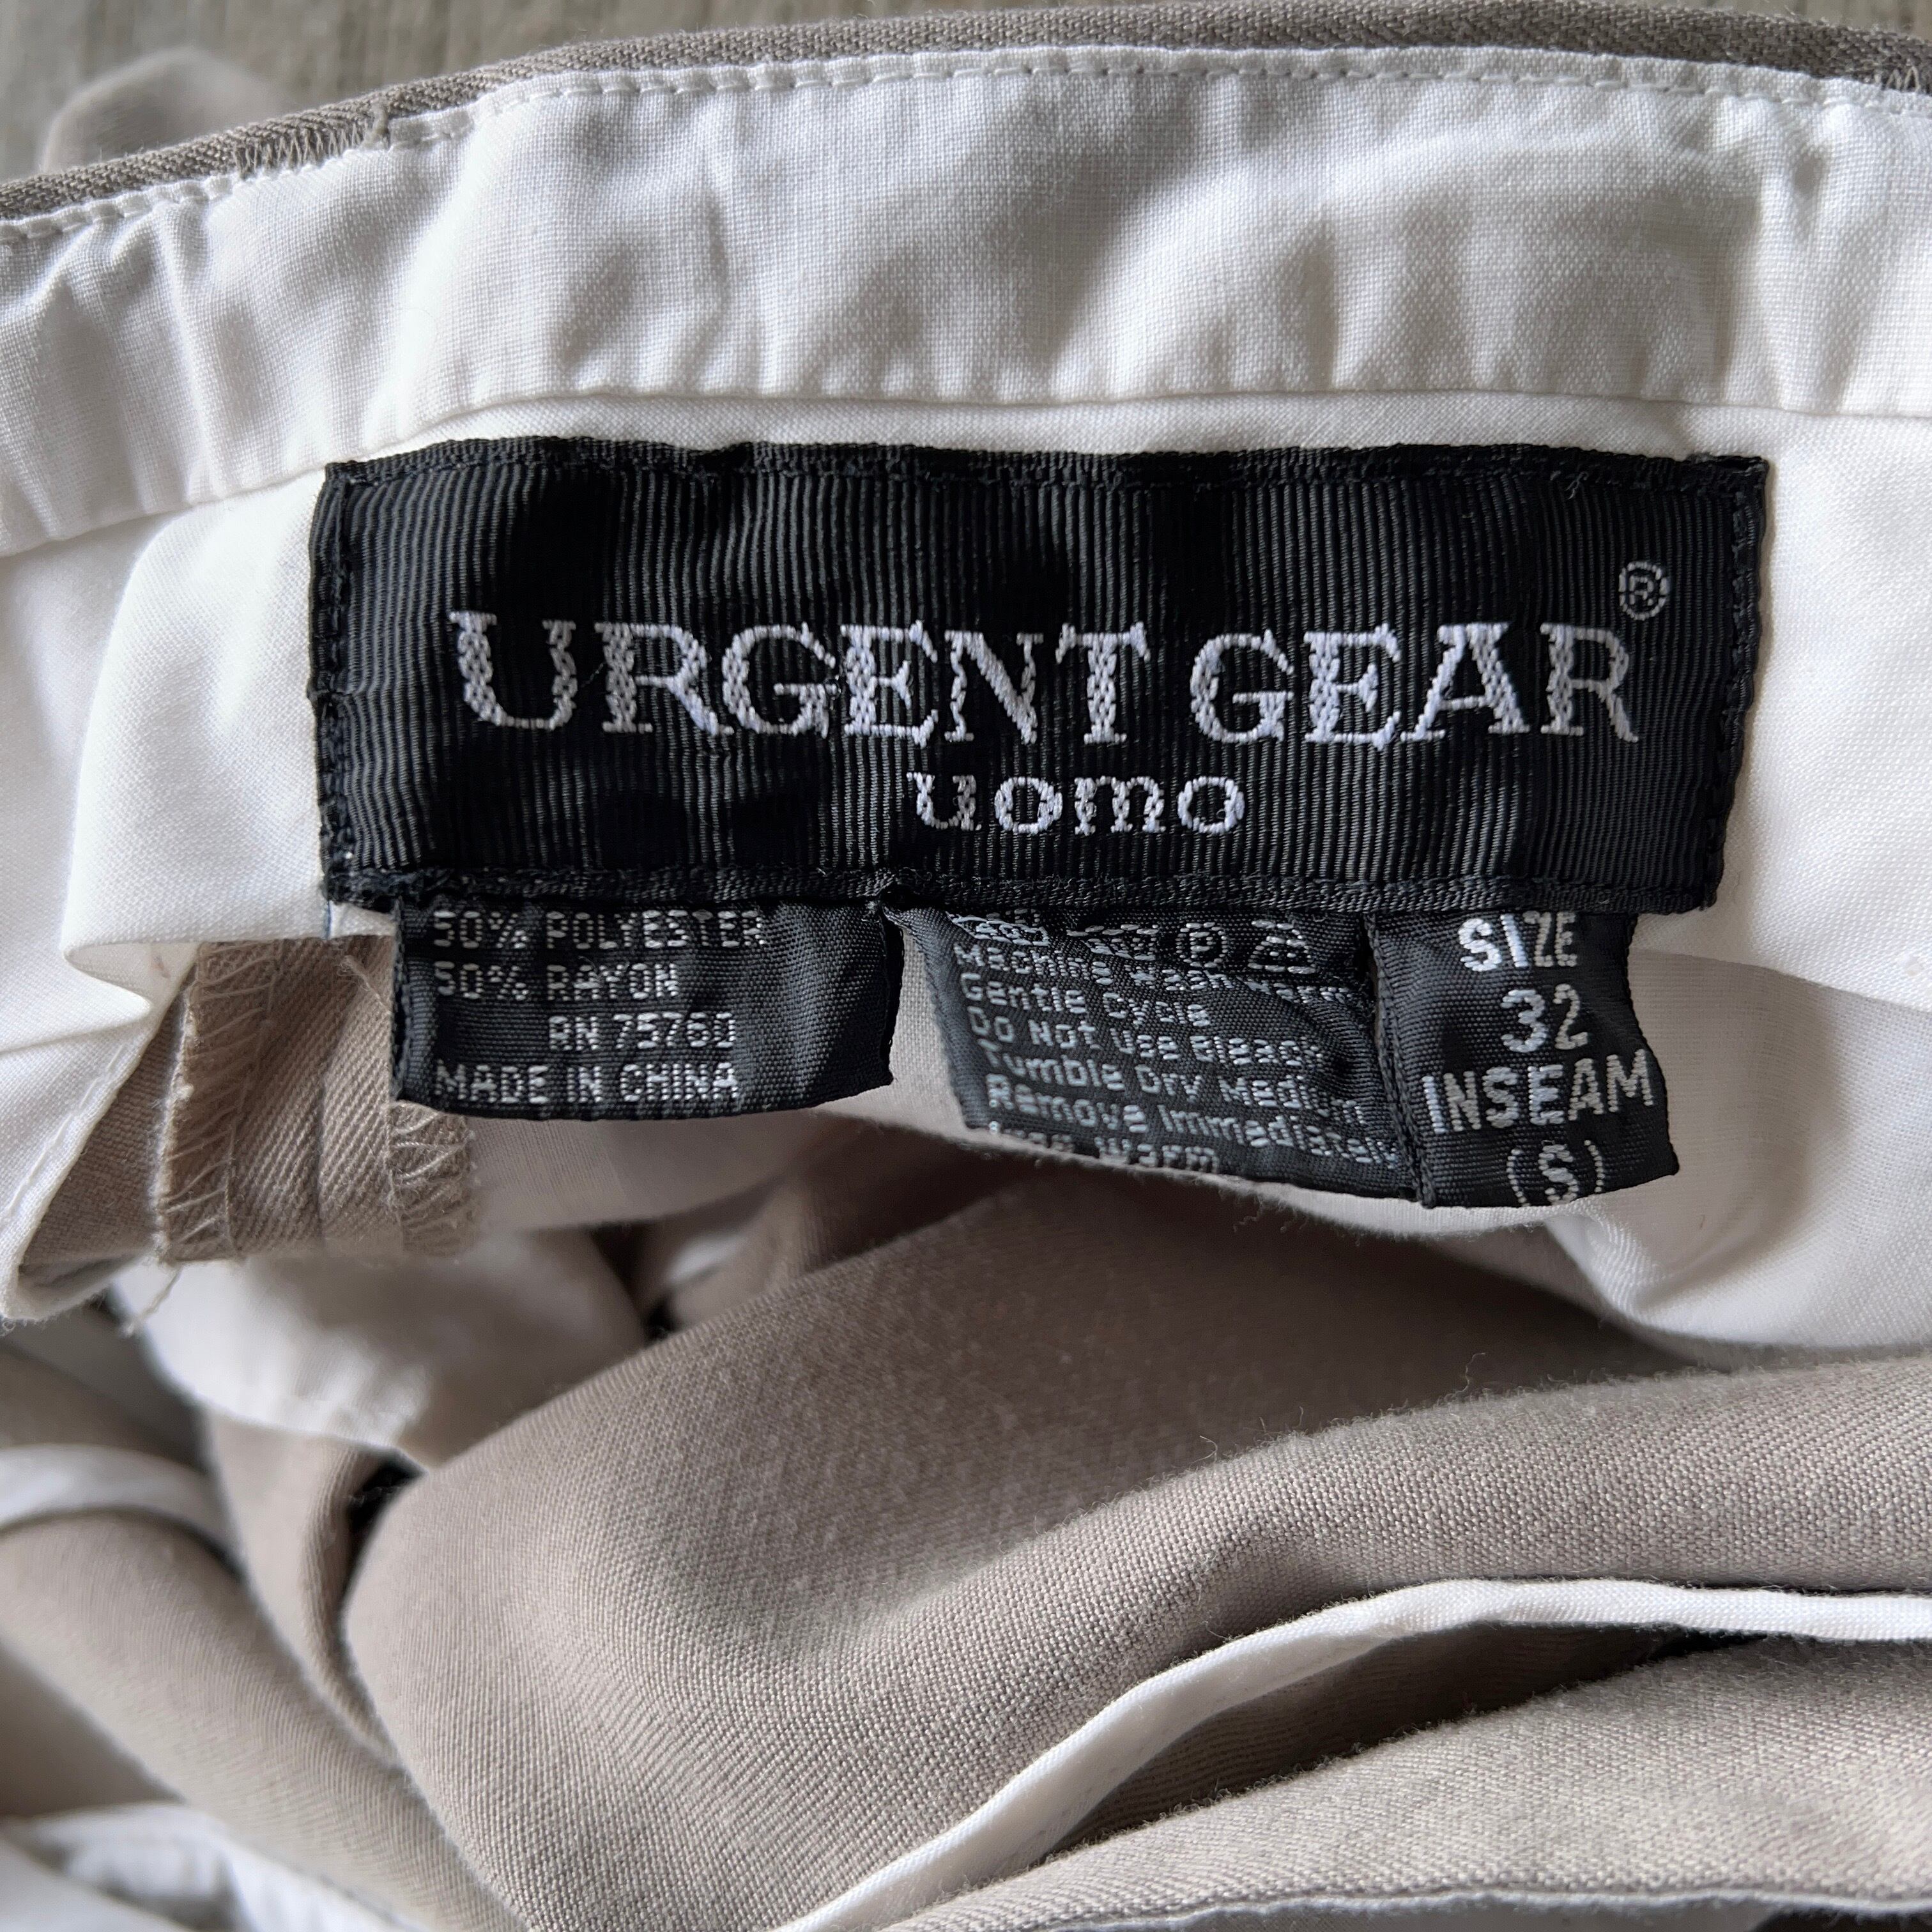 URGENT GEAR®
uomo
50% POLYESTER
50% RAYON
RN 75760
MADE IN CHINA
Machine Wash Warm
Gentle Cycle
Do Not Use Bleach
Tumble Dry Medium
Remove Immediately
Warm
SIZE
32
INSEAM
(S)